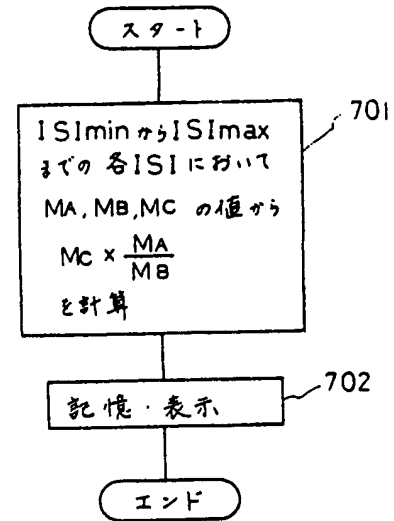 スタート
701
ISIminからISImax
までの各ISIにおいて
MA,MB,MC の値から
MC × MA/MB
を計算
702
記憶・表示
エンド